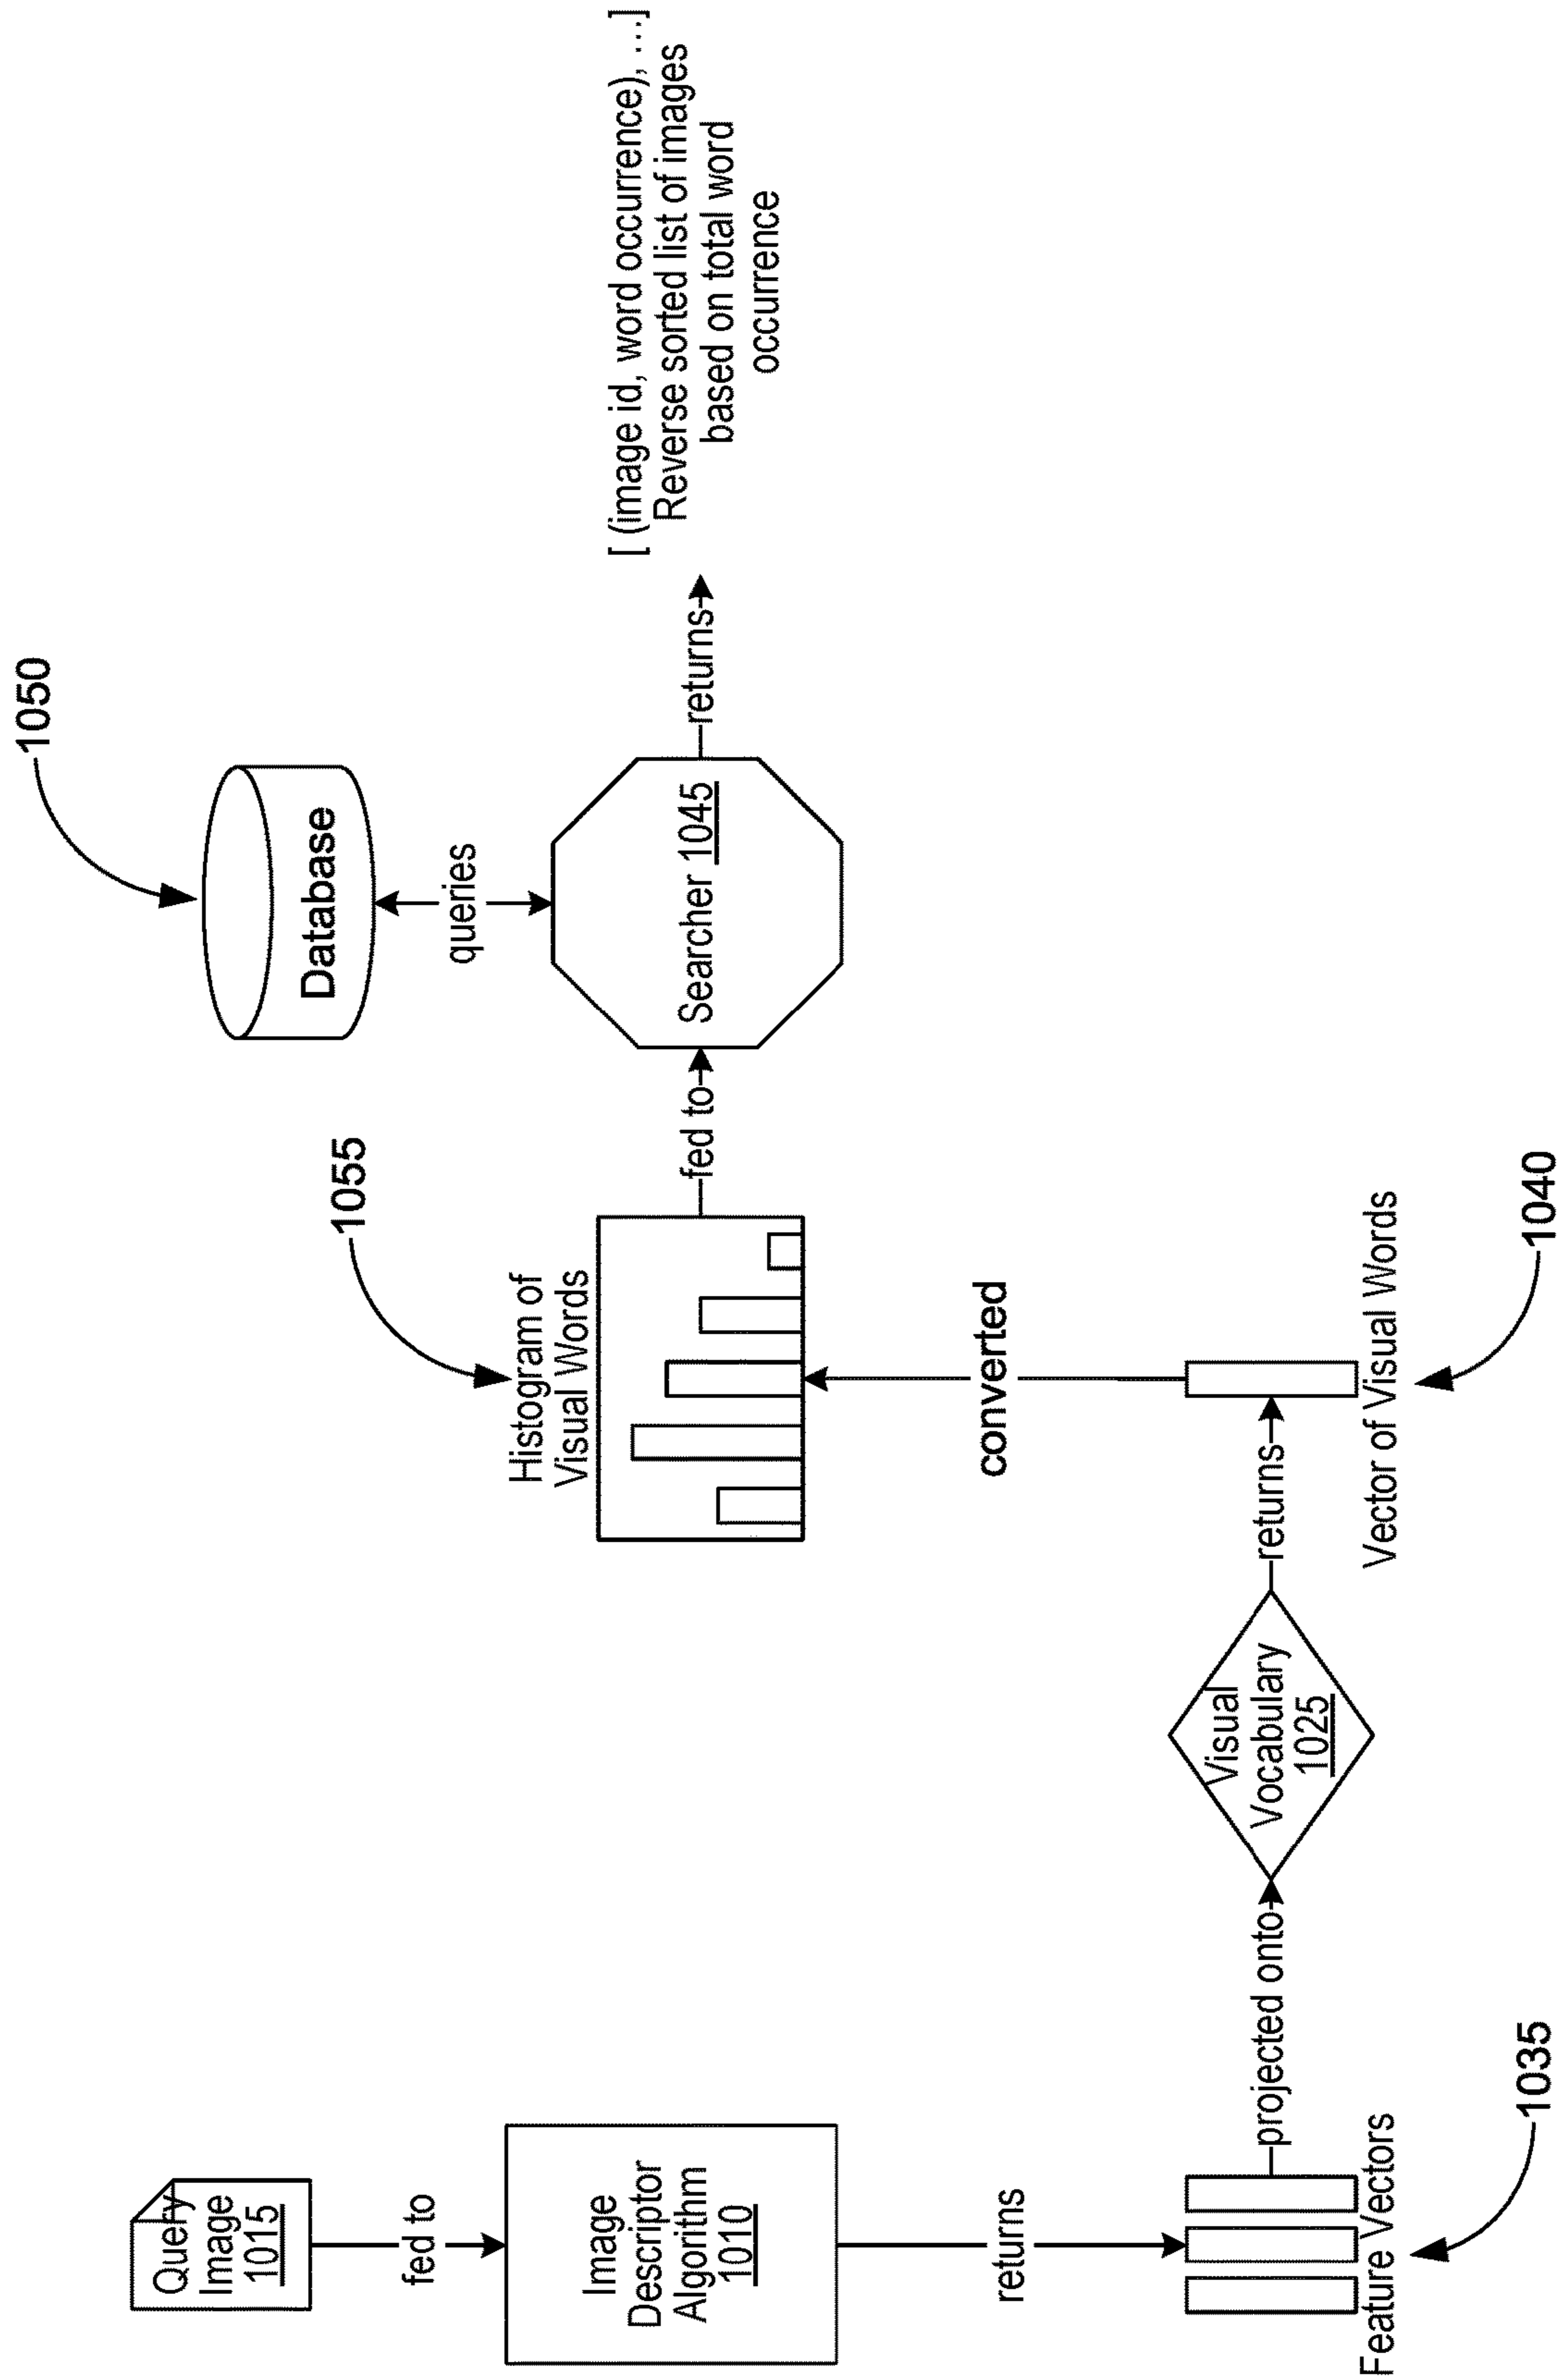 Query
Image
1015
fed to
Image
Descriptor
Algorithm
1010
returns
Feature Vectors
1035
projected onto
Visual
Vocabulary
1025
returns
Vector of Visual Words
1040
converted
Histogram of
Visual Words
1055
fed to
Searcher 1045
queries
Database
1050
returns
[ (image id, word occurrence), ...]
Reverse sorted list of images
based on total word
occurrence